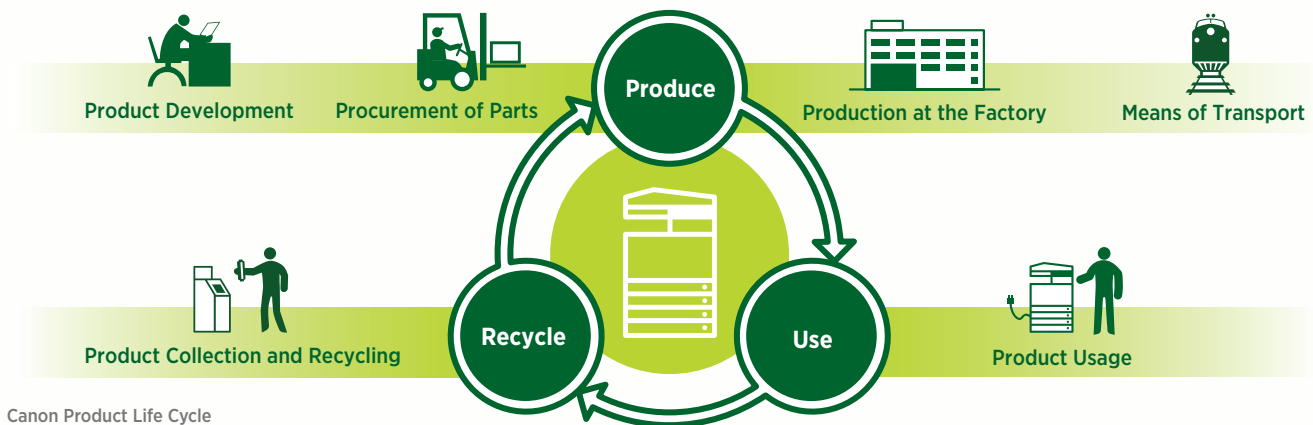 Produce
Product Development
Procurement of Parts
Production at the Factory
Means of Transport
Recycle
Use
Product Collection and Recycling
Product Usage
Canon Product Life Cycle